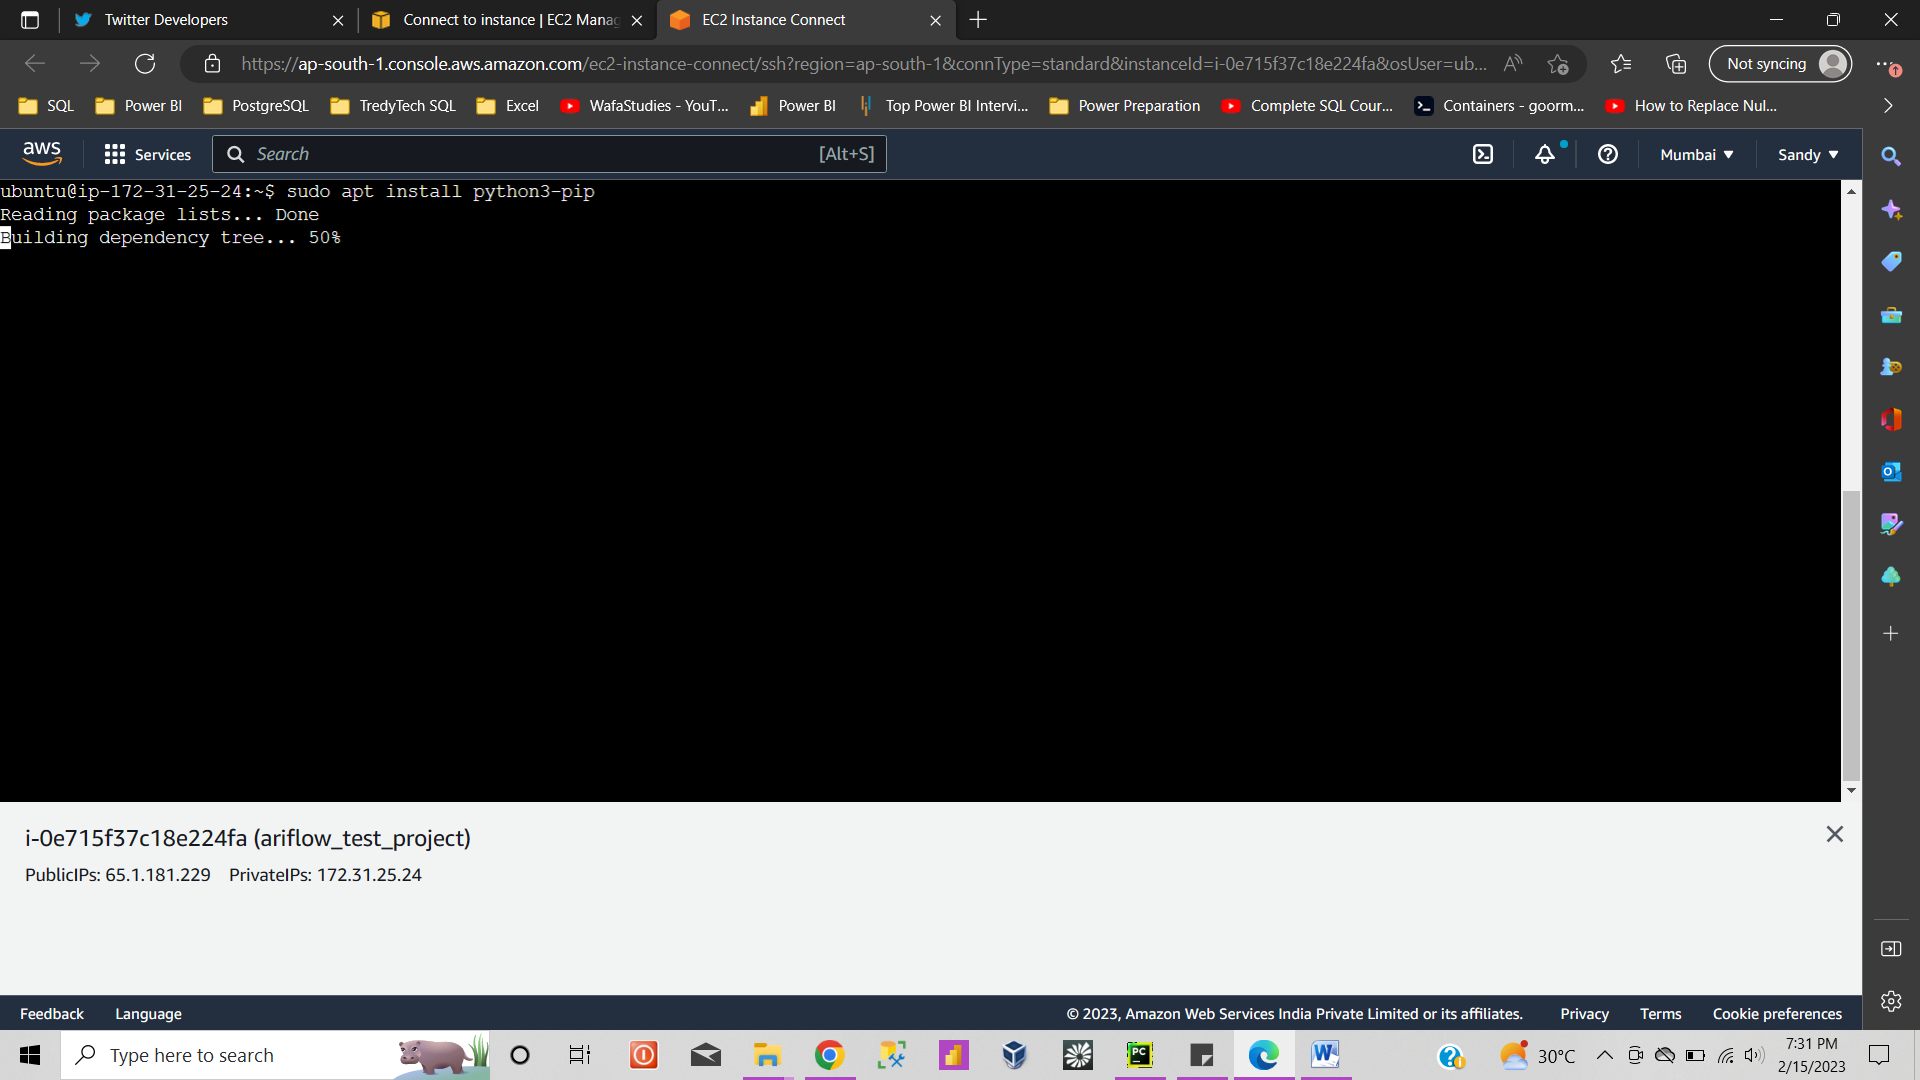 Twitter Developers
Connect to instance | EC2 Manag
EC2 Instance Connect
https://ap-south-1.console.aws.amazon.com/ec2-instance-connect/ssh?region=ap-south-1&connType=standard&instanceId=i-0e715f37c18e224fa&osUser=ub...
Not syncing
SQL
Power BI
PostgreSQL
TredyTech SQL
Excel
WafaStudies - YouT...
Power BI
Top Power BI Intervi...
Power Preparation
Complete SQL Cour...
Containers - goorm...
How to Replace Nul...
aws
Services
Search
[Alt+S]
Mumbai
Sandy
ubuntu@ip-172-31-25-24:~$ sudo apt install python3-pip
Reading package lists... Done
Building dependency tree... 50%
i-0e715f37c18e224fa (ariflow_test_project)
PublicIPs: 65.1.181.229 PrivateIPs: 172.31.25.24
Feedback
Language
© 2023, Amazon Web Services India Private Limited or its affiliates.
Privacy
Terms
Cookie preferences
Type here to search
30°C
7:31 PM
2/15/2023